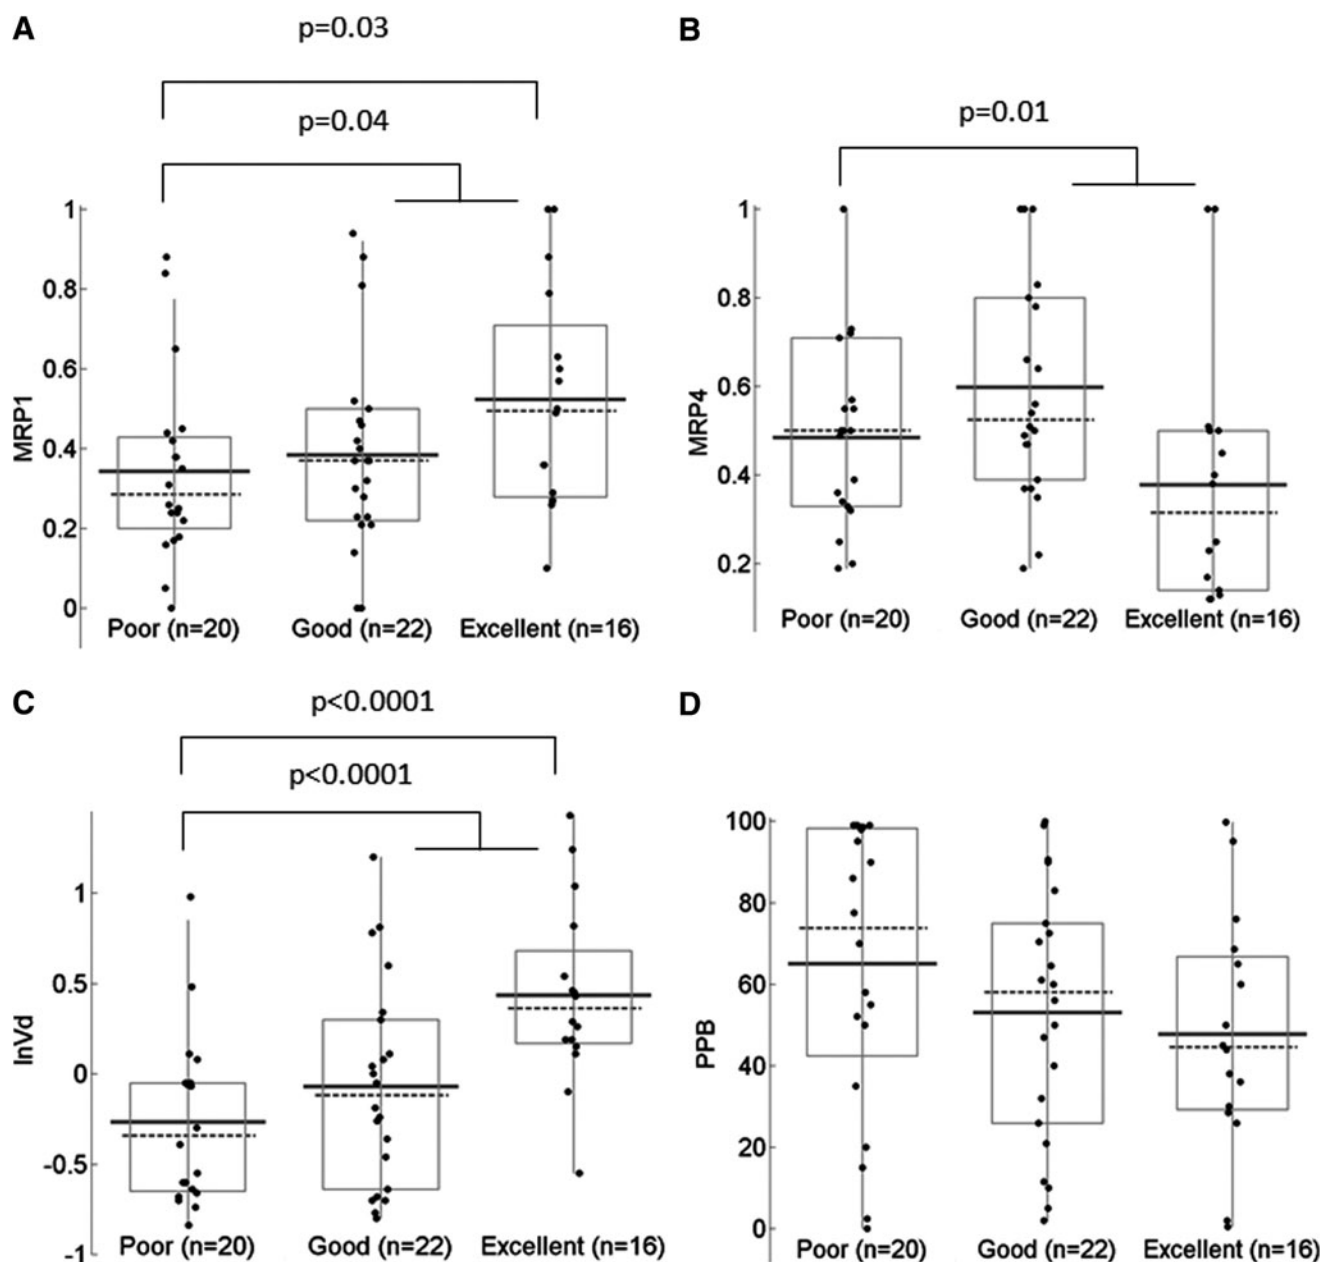 A
p=0.03
p=0.04
1
0.8
0.6
0.4
0.2
0
MRP1
Poor (n=20) Good (n=22) Excellent (n=16)
B
p=0.01
1
0.8
0.6
0.4
0.2
MRP4
Poor (n=20) Good (n=22) Excellent (n=16)
C
p<0.0001
p<0.0001
1
0.5
0
-0.5
-1
lnVd
Poor (n=20) Good (n=22) Excellent (n=16)
D
100
80
60
40
20
0
PPB
Poor (n=20) Good (n=22) Excellent (n=16)